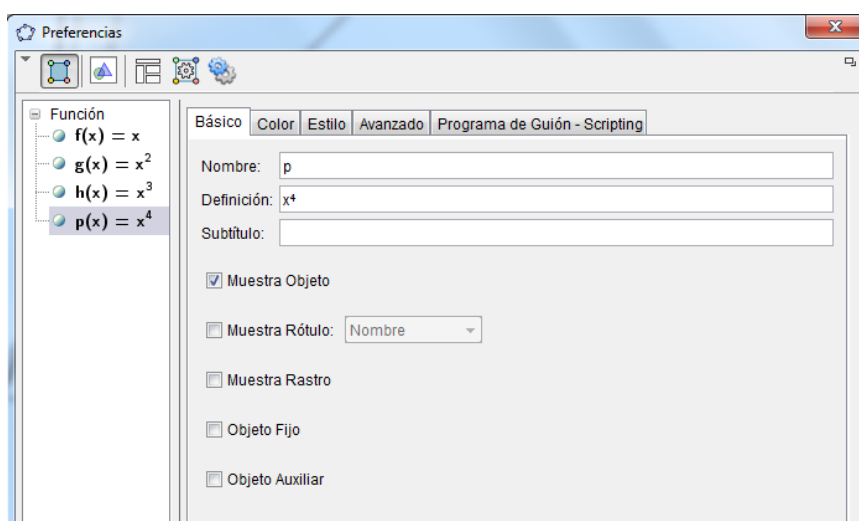 Preferencias
Función
f(x) = x
g(x) = x²
h(x) = x³
p(x) = x⁴
Básico Color Estilo Avanzado Programa de Guión - Scripting
Nombre: p
Definición: x⁴
Subtítulo:
Muestra Objeto
Muestra Rótulo: Nombre
Muestra Rastro
Objeto Fijo
Objeto Auxiliar